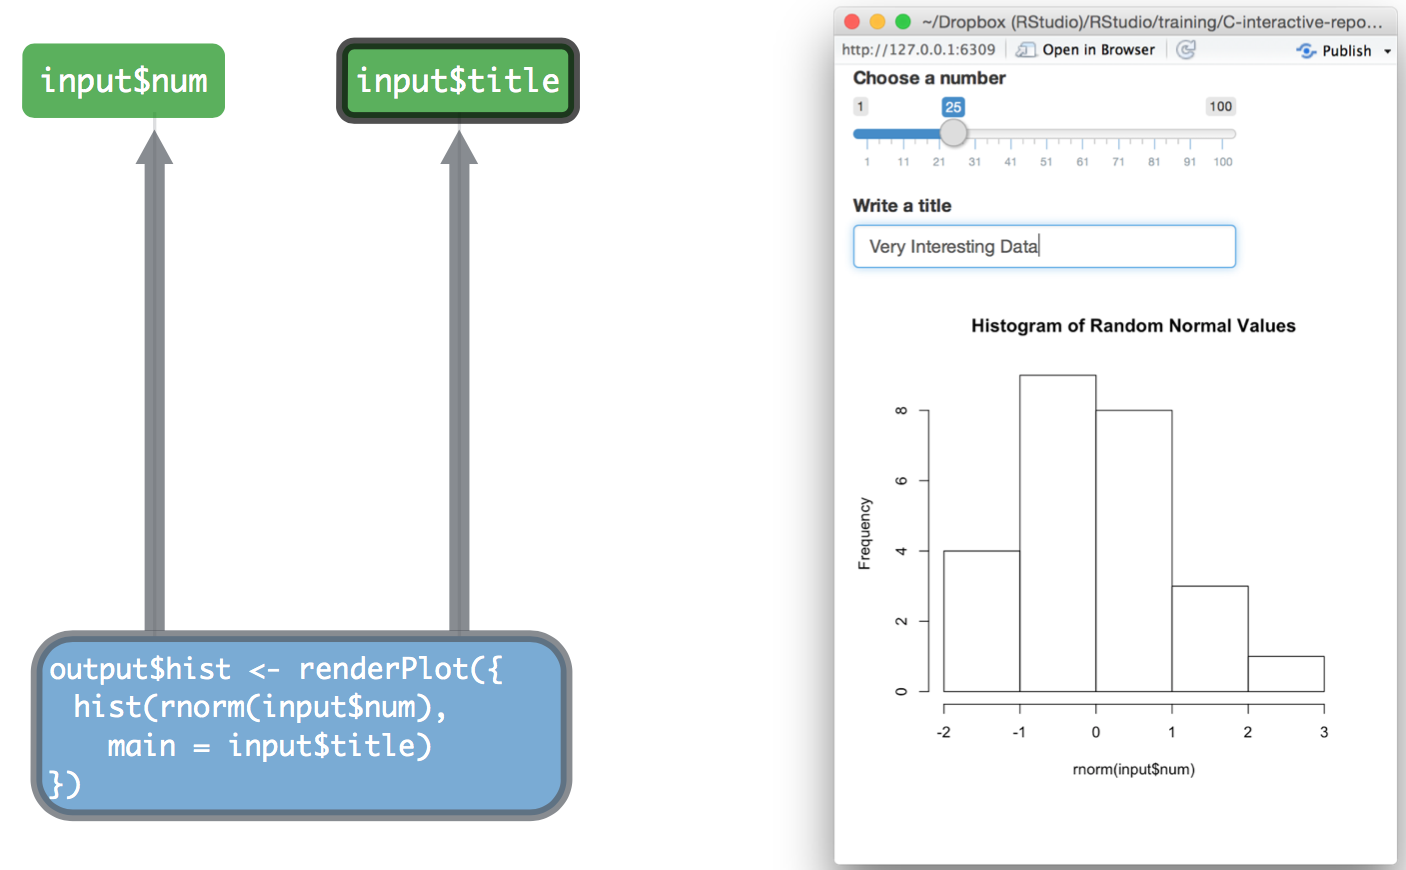 input$num
input$title
output$hist <- renderPlot({
hist(rnorm(input$num),
main = input$title)
})
~/Dropbox (RStudio)/RStudio/training/C-interactive-repo...
http://127.0.0.1:6309 Open in Browser Publish
Choose a number
1 25 100
1 11 21 31 41 51 61 71 81 91 100
Write a title
Very Interesting Data
Histogram of Random Normal Values
Frequency
8
6
4
2
0
-2 -1 0 1 2 3
rnorm(input$num)